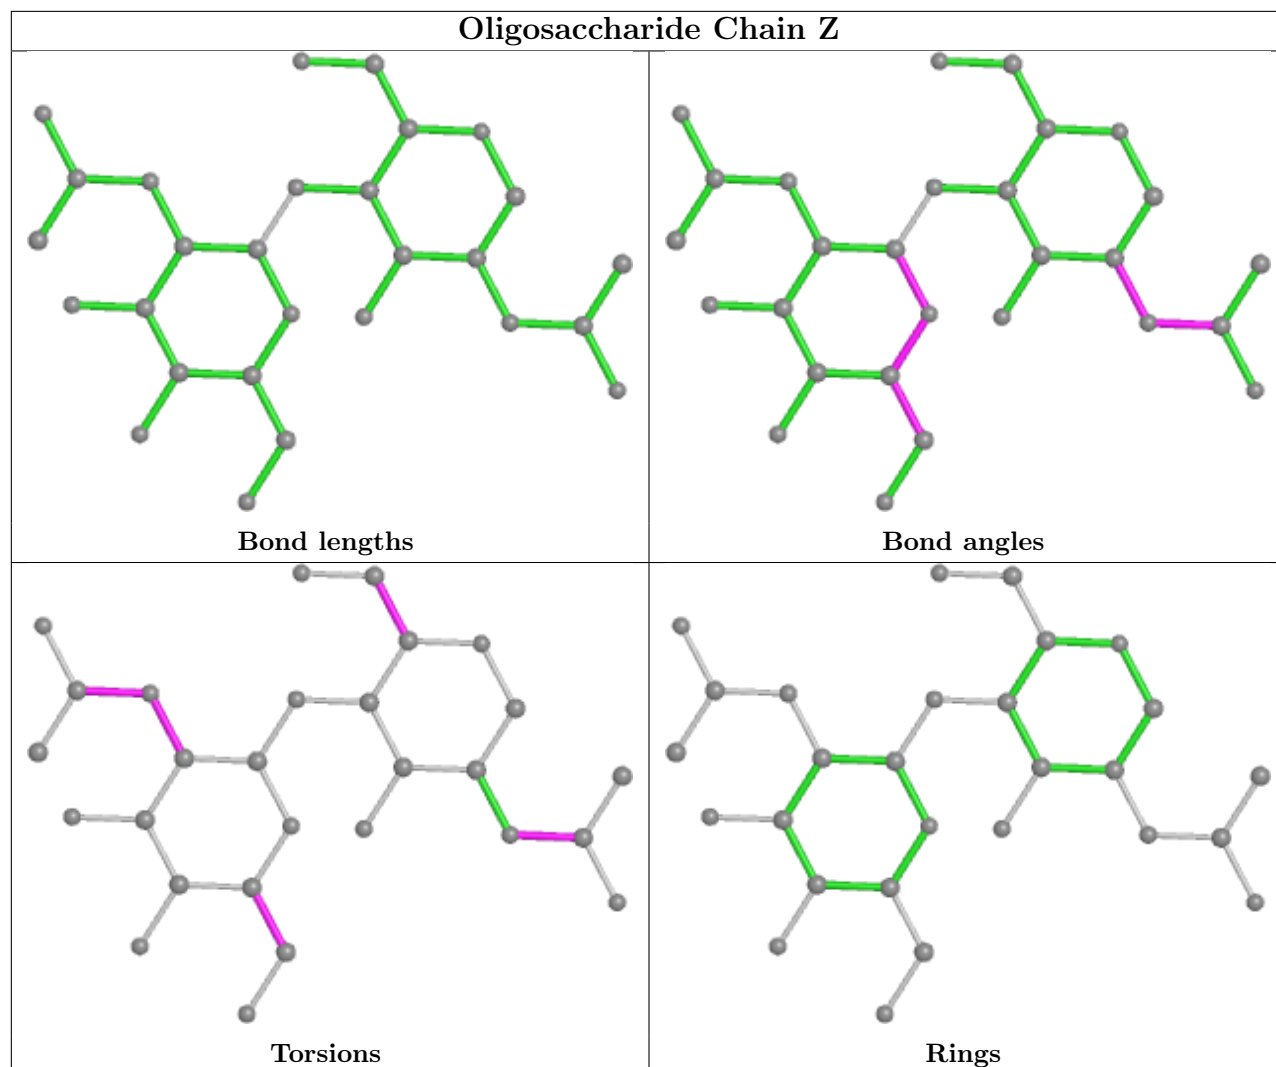 Oligosaccharide Chain Z
Bond lengths
Bond angles
Torsions
Rings